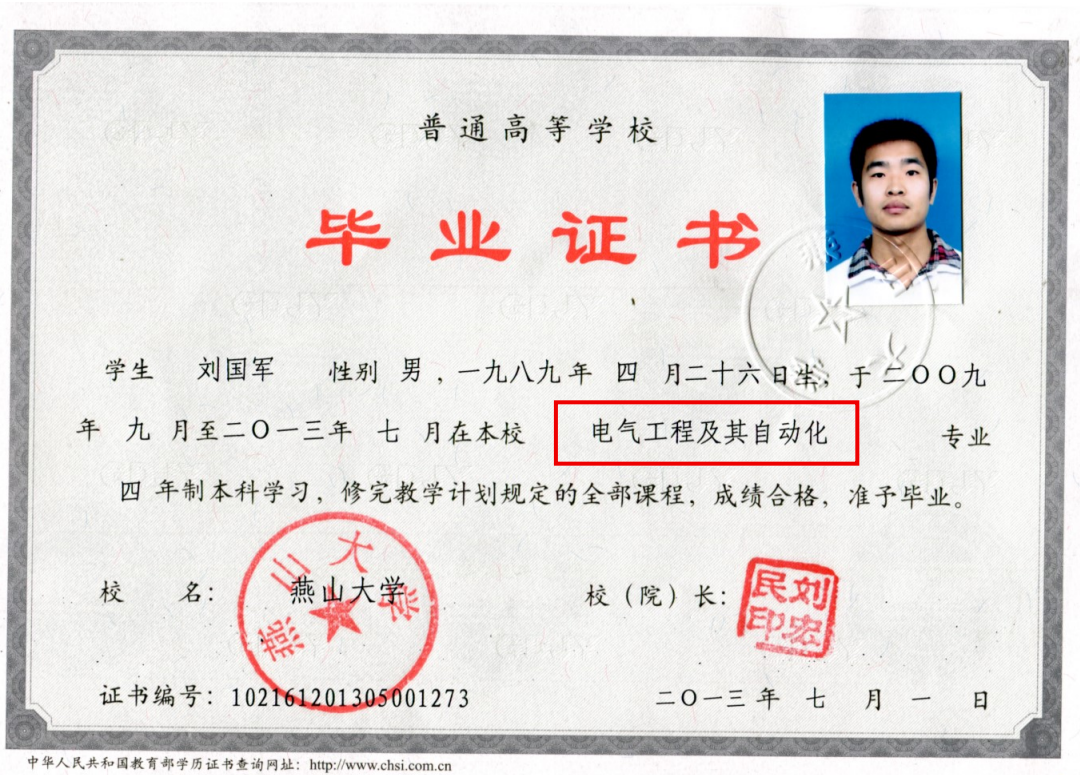 普通高等学校
毕业证书
学生 刘国军 性别 男，一九八九年 四 月二十六日生，于二〇〇九
年 九 月至二〇一三年 七 月在本校 电气工程及其自动化 专业
四 年制本科学习，修完教学计划规定的全部课程，成绩合格，准予毕业。
校 名：燕山大学
燕山大学
校（院）长：
刘宏民印
证书编号：102161201305001273
二〇一三年 七 月 一 日
中华人民共和国教育部学历证书查询网址：http://www.chsi.com.cn